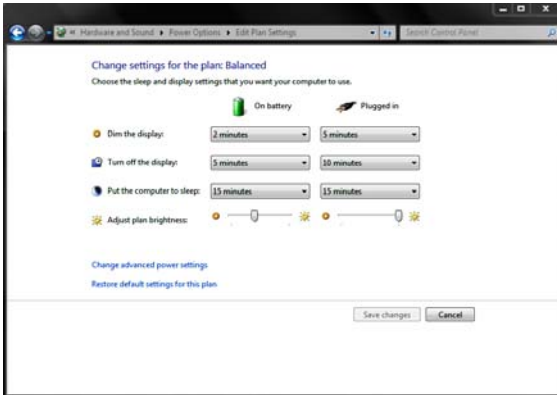 « Hardware and Sound ▸ Power Options ▸ Edit Plan Settings Search Control Panel
Change settings for the plan: Balanced
Choose the sleep and display settings that you want your computer to use.
On battery Plugged in
Dim the display: 2 minutes 5 minutes
Turn off the display: 5 minutes 10 minutes
Put the computer to sleep: 15 minutes 15 minutes
Adjust plan brightness:
Change advanced power settings
Restore default settings for this plan
Save changes Cancel